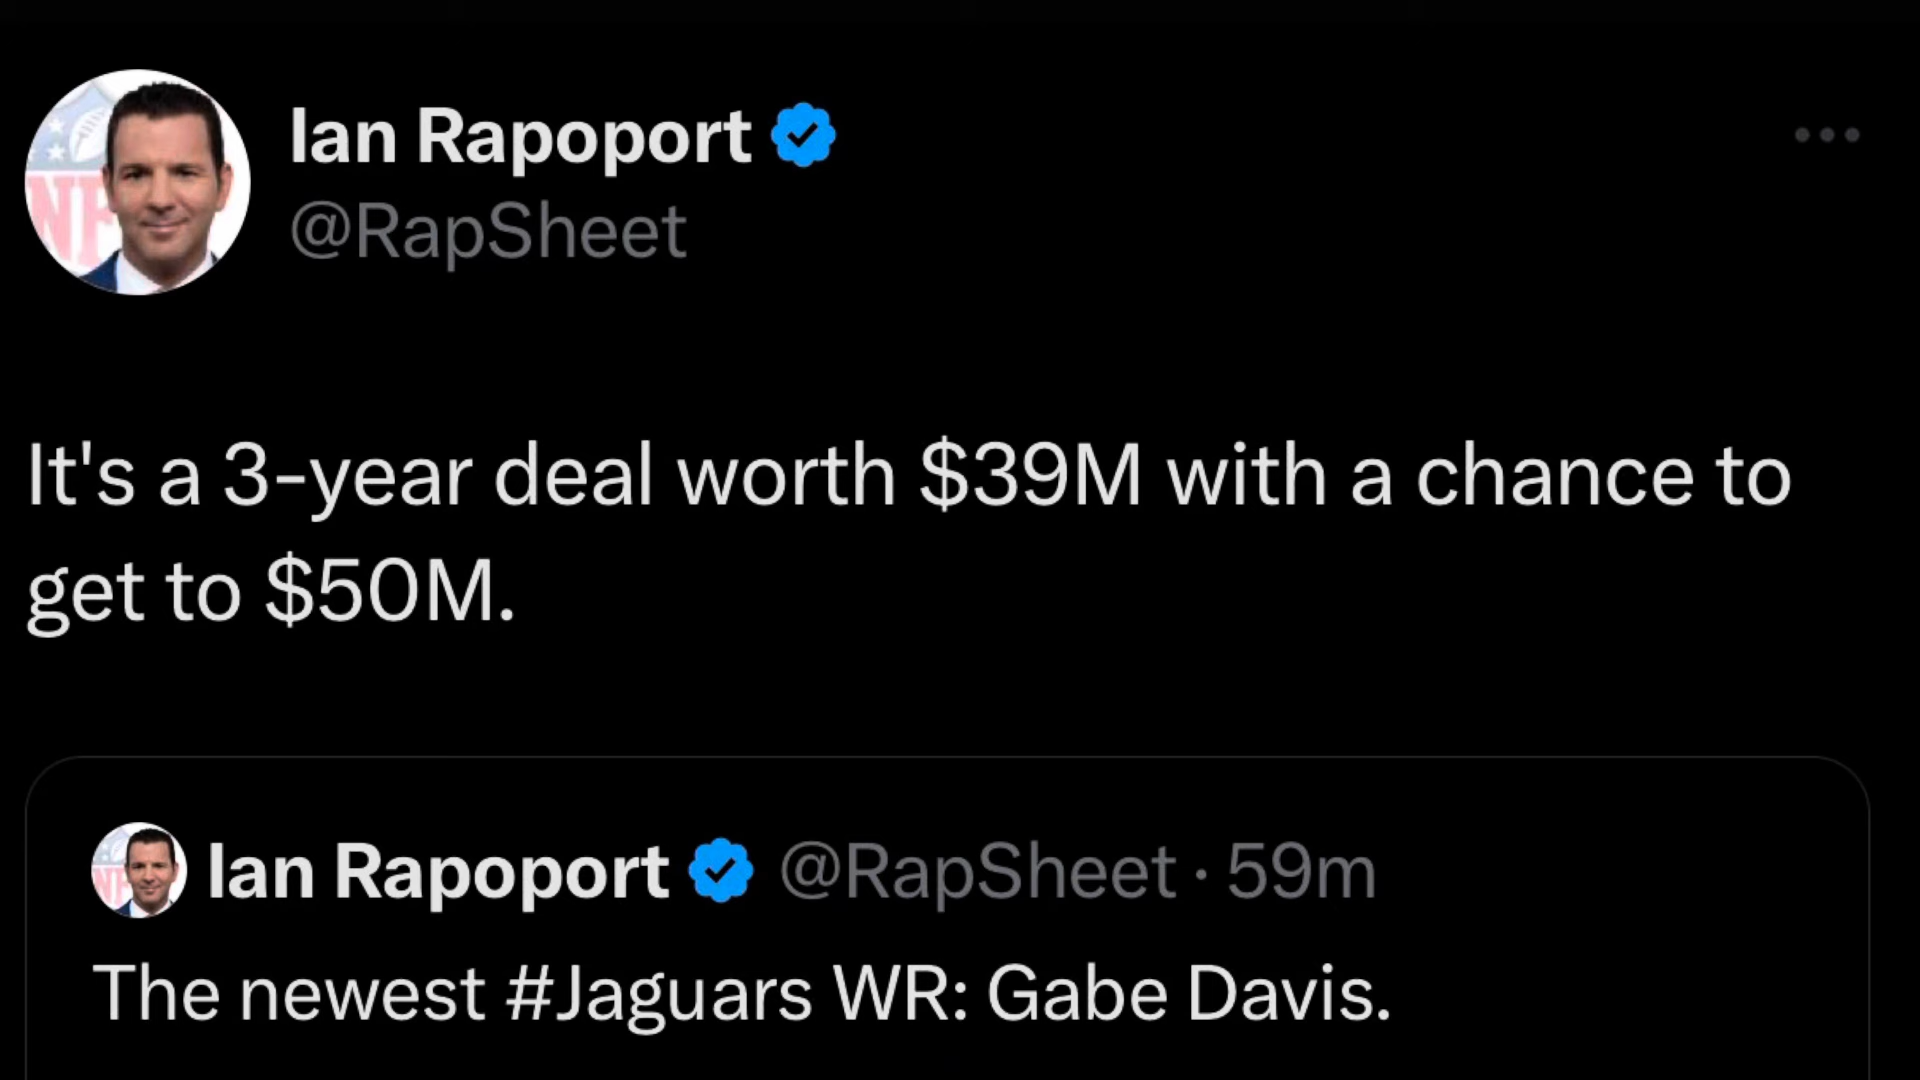 Ian Rapoport
@RapSheet
It's a 3-year deal worth $39M with a chance to
get to $50M.
Ian Rapoport @RapSheet · 59m
The newest #Jaguars WR: Gabe Davis.